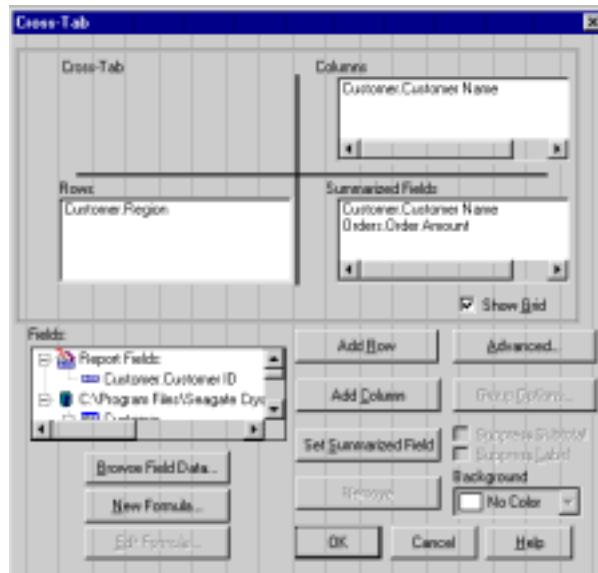 Cross-Tab
Cross-Tab
Columns
Customer.Customer Name
Rows
Customer.Region
Summarized Fields
Customer.Customer Name
Orders.Order Amount
Show Grid
Fields:
Report Fields:
Customer.Customer ID
C:\Program Files\Seagate Crys
Customer
Add Row
Advanced...
Add Column
Group Options...
Set Summarized Field
Suppress Subtotal
Suppress Label
Browse Field Data...
Background
New Formula...
Remove
No Color
Edit Formula...
OK
Cancel
Help